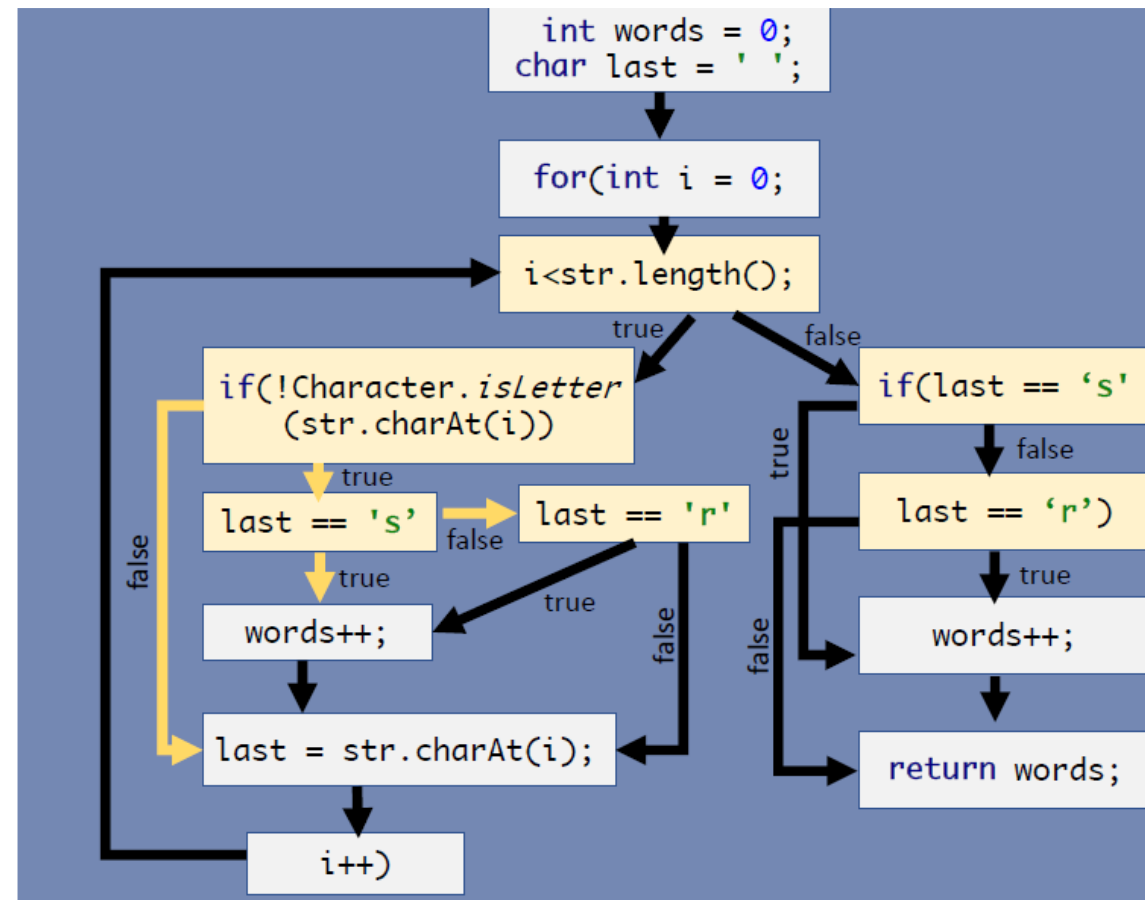 int words = 0;
char last = ' ';
for(int i = 0;
i<str.length();
true
false
if(!Character.isLetter
(str.charAt(i))
if(last == ‘s'
true
true
false
last == 's’
false
last == 'r'
last == ‘r’)
false
true
true
true
words++;
false
false
words++;
last = str.charAt(i);
return words;
i++)